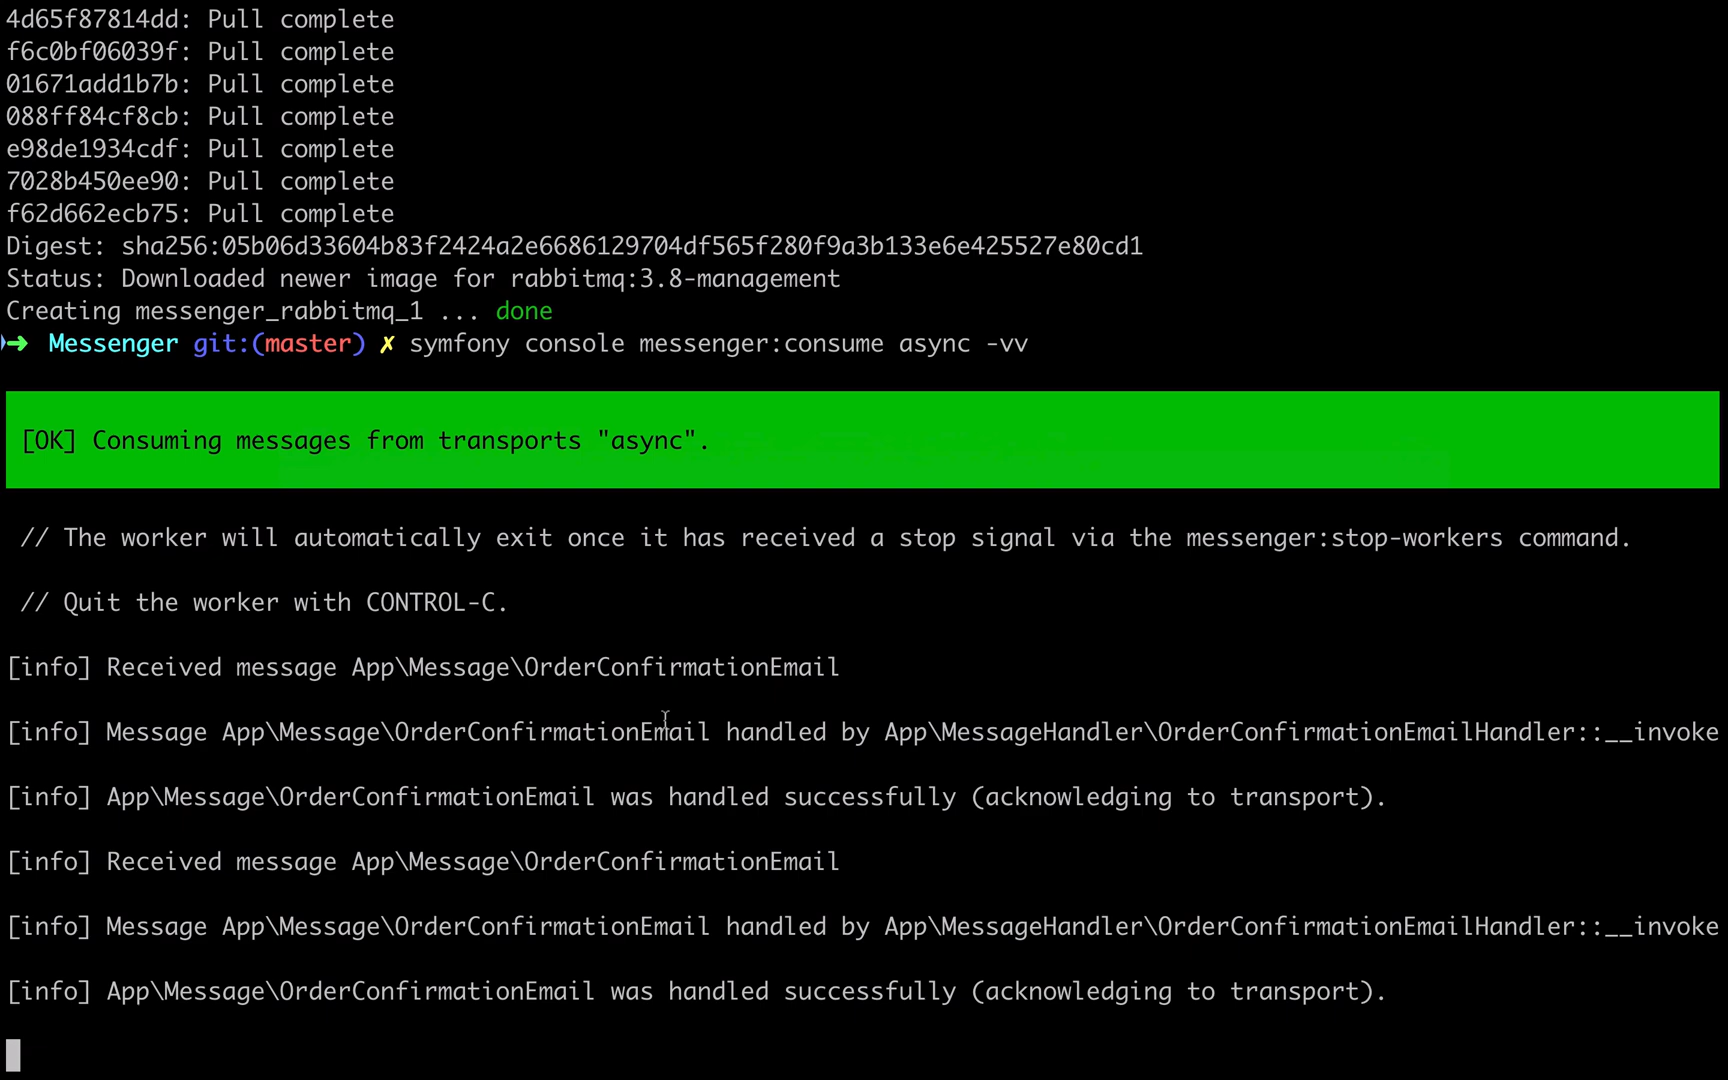 4d65f87814dd: Pull complete
f6c0bf06039f: Pull complete
01671add1b7b: Pull complete
088ff84cf8cb: Pull complete
e98de1934cdf: Pull complete
7028b450ee90: Pull complete
f62d662ecb75: Pull complete
Digest: sha256:05b06d33604b83f2424a2e6686129704df565f280f9a3b133e6e425527e80cd1
Status: Downloaded newer image for rabbitmq:3.8-management
Creating messenger_rabbitmq_1 ... done
➜  Messenger git:(master) ✗ symfony console messenger:consume async -vv
[OK] Consuming messages from transports "async".
// The worker will automatically exit once it has received a stop signal via the messenger:stop-workers command.
// Quit the worker with CONTROL-C.
[info] Received message App\Message\OrderConfirmationEmail
[info] Message App\Message\OrderConfirmationEmail handled by App\MessageHandler\OrderConfirmationEmailHandler::__invoke
[info] App\Message\OrderConfirmationEmail was handled successfully (acknowledging to transport).
[info] Received message App\Message\OrderConfirmationEmail
[info] Message App\Message\OrderConfirmationEmail handled by App\MessageHandler\OrderConfirmationEmailHandler::__invoke
[info] App\Message\OrderConfirmationEmail was handled successfully (acknowledging to transport).